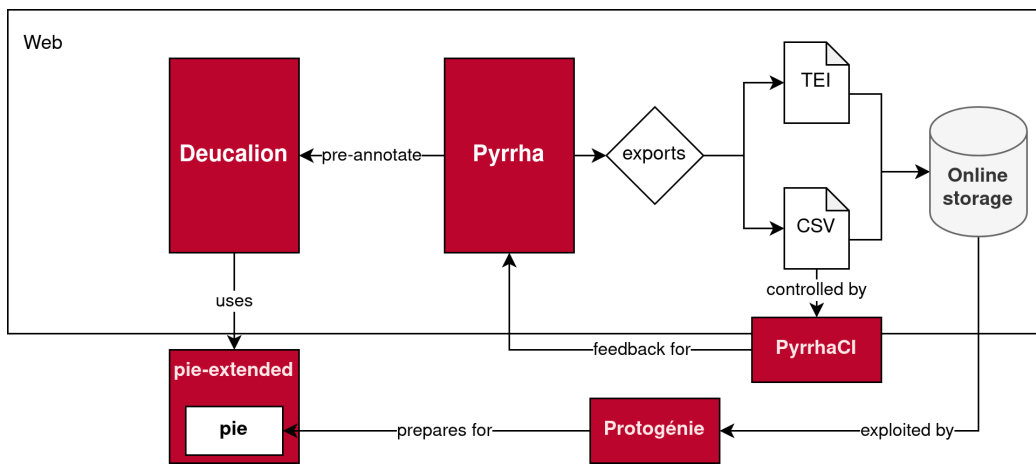 Web
TEI
Deucalion
pre-annotate
Pyrrha
exports
Online
storage
CSV
uses
controlled by
feedback for
PyrrhaCI
pie-extended
pie
prepares for
Protogénie
exploited by